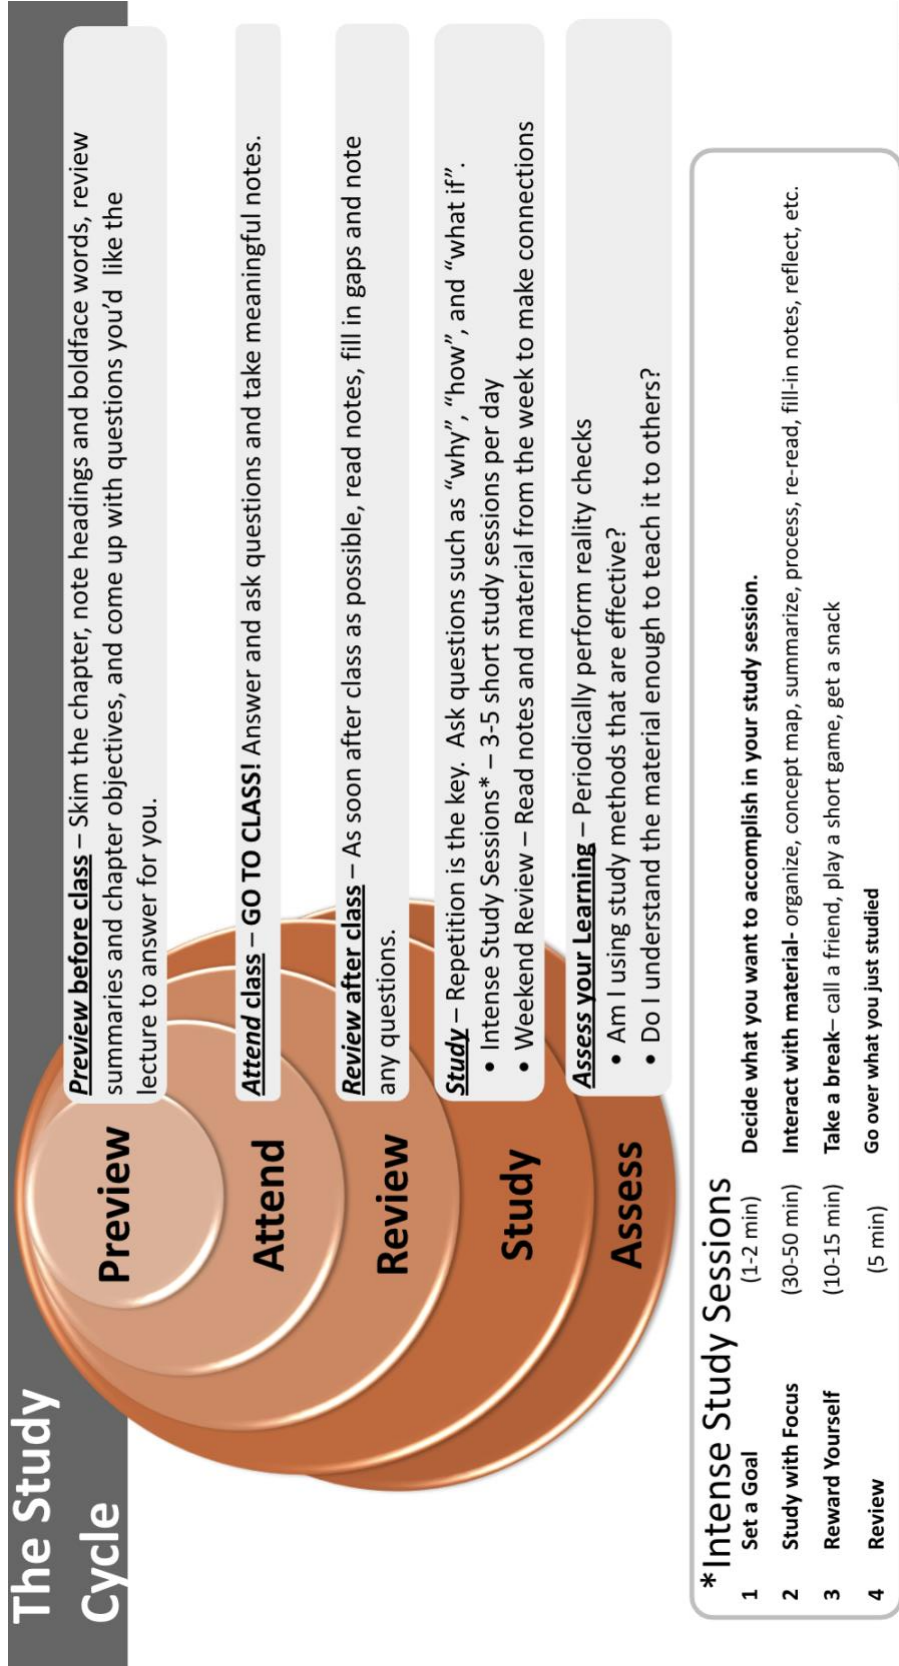 The Study
Cycle
Preview
Preview before class – Skim the chapter, note headings and boldface words, review
summaries and chapter objectives, and come up with questions you'd like the
lecture to answer for you.
Attend
Attend class – GO TO CLASS! Answer and ask questions and take meaningful notes.
Review
Review after class – As soon after class as possible, read notes, fill in gaps and note
any questions.
Study
Study – Repetition is the key. Ask questions such as “why”, “how”, and “what if”.
• Intense Study Sessions* – 3-5 short study sessions per day
• Weekend Review – Read notes and material from the week to make connections
Assess
Assess your Learning – Periodically perform reality checks
• Am I using study methods that are effective?
• Do I understand the material enough to teach it to others?
*Intense Study Sessions
1 Set a Goal (1-2 min) Decide what you want to accomplish in your study session.
2 Study with Focus (30-50 min) Interact with material- organize, concept map, summarize, process, re-read, fill-in notes, reflect, etc.
3 Reward Yourself (10-15 min) Take a break– call a friend, play a short game, get a snack
4 Review (5 min) Go over what you just studied